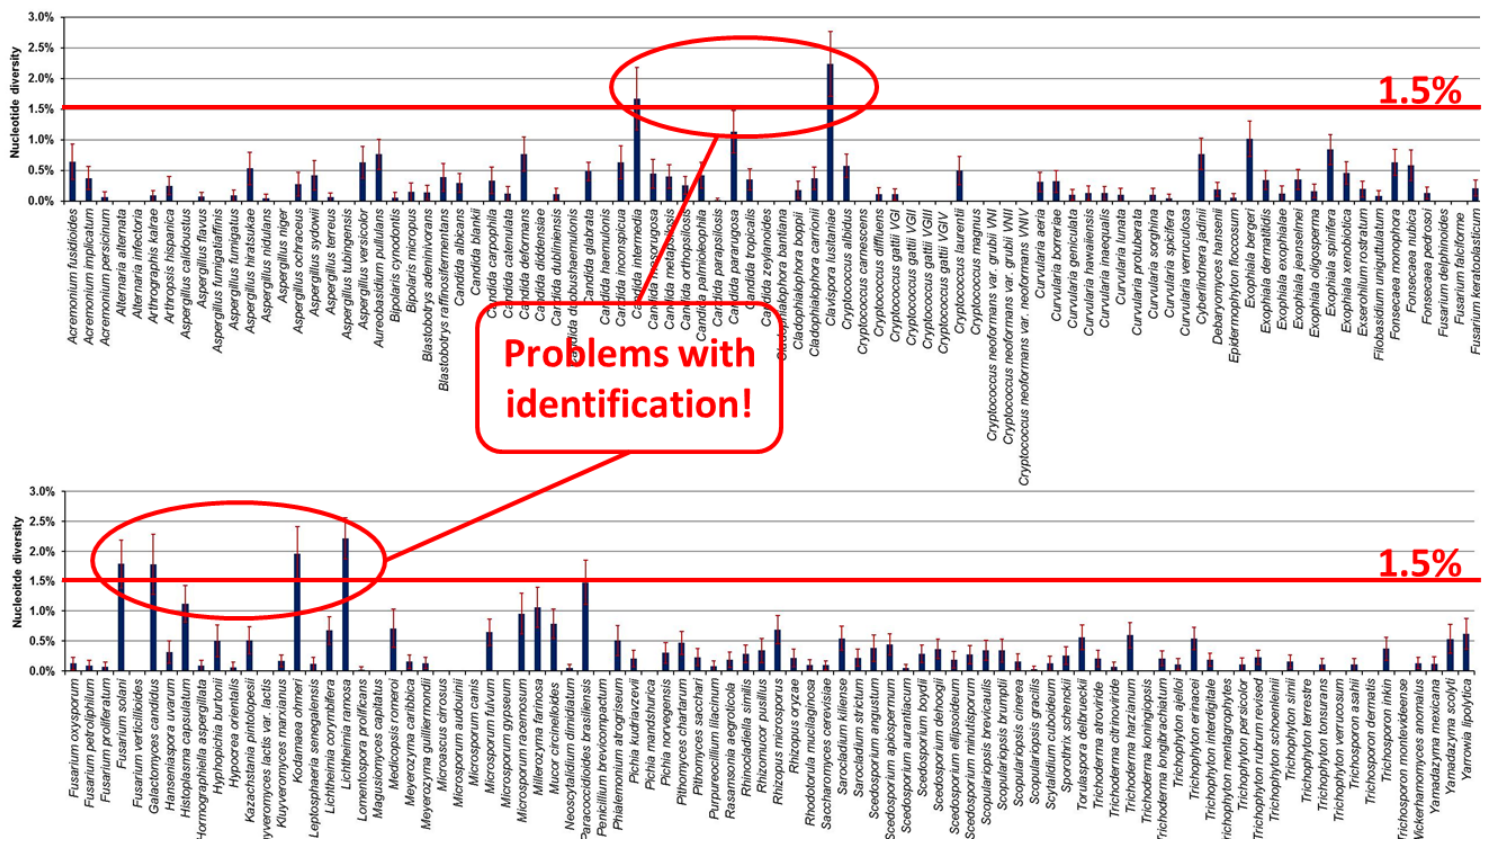 3.0%
2.5%
2.0%
1.5%
1.0%
0.5%
0.0%
Nucleotide diversity
1.5%
Acremonium fusidioides
Acremonium implicatum
Acremonium persicinum
Alternaria alternata
Alternaria infectoria
Arthrographis kalrae
Arthropsis hispanica
Aspergillus calidoustus
Aspergillus flavus
Aspergillus fumigatiaffinis
Aspergillus fumigatus
Aspergillus hiratsukae
Aspergillus nidulans
Aspergillus niger
Aspergillus ochraceus
Aspergillus sydowii
Aspergillus terreus
Aspergillus tubingensis
Aspergillus versicolor
Aureobasidium pullulans
Bipolaris cynodontis
Bipolaris micropus
Blastobotrys adeninivorans
Blastobotrys raffinosifermentans
Candida albicans
Candida blankii
Candida carpophila
Candida catenulata
Candida deformans
Candida diddensiae
Candida dubliniensis
Candida duobushaemulonis
Candida glabrata
Candida haemulonis
Candida inconspicua
Candida intermedia
Candida mesorugosa
Candida metapsilosis
Candida orthopsilosis
Candida palmioleophila
Candida parapsilosis
Candida pararugosa
Candida tropicalis
Candida zeylanoides
Cladophialophora bantiana
Cladophialophora boppii
Cladophialophora carrionii
Clavispora lusitaniae
Cryptococcus albidus
Cryptococcus carnescens
Cryptococcus diffluens
Cryptococcus gattii VGI
Cryptococcus gattii VGII
Cryptococcus gattii VGIII
Cryptococcus gattii VGIV
Cryptococcus laurentii
Cryptococcus magnus
Cryptococcus neoformans var. grubii VNI
Cryptococcus neoformans var. grubii VNII
Cryptococcus neoformans var. neoformans VNIV
Curvularia aeria
Curvularia borreriae
Curvularia geniculata
Curvularia hawaiiensis
Curvularia inaequalis
Curvularia lunata
Curvularia protuberata
Curvularia sorghina
Curvularia spicifera
Curvularia verruculosa
Cyberlindnera jadinii
Debaryomyces hansenii
Epidermophyton floccosum
Exophiala bergeri
Exophiala dermatitidis
Exophiala exophialae
Exophiala jeanselmei
Exophiala oligosperma
Exophiala spinifera
Exophiala xenobiotica
Exserohilum rostratum
Filobasidium uniguttulatum
Fonsecaea monophora
Fonsecaea nubica
Fonsecaea pedrosoi
Fusarium delphinoides
Fusarium falciforme
Fusarium keratoplasticum
Problems with
identification!
3.0%
2.5%
2.0%
1.5%
1.0%
0.5%
0.0%
Nucleoitde diversity
1.5%
Fusarium oxysporum
Fusarium petroliphilum
Fusarium proliferatum
Fusarium solani
Fusarium verticillioides
Galactomyces candidus
Hanseniaspora uvarum
Histoplasma capsulatum
Hormographiella aspergillata
Hyphopichia burtonii
Hypocrea orientalis
Kazachstania pintolopesii
yveromyces lactis var. lactis
Kluyveromyces marxianus
Kodamaea ohmeri
Leptosphaeria senegalensis
Lichtheimia corymbifera
Lichtheimia ramosa
Lomentospora prolificans
Magusiomyces capitatus
Medicopsis romeroi
Meyerozyma caribbica
Meyerozyma guilliermondii
Microascus cirrosus
Microsporum audouinii
Microsporum canis
Microsporum fulvum
Microsporum gypseum
Microsporum racemosum
Millerozyma farinosa
Mucor circinelloides
Neoscytalidium dimidiatum
Paracoccidioides brasiliensis
Penicillium brevicompactum
Phialemonium atrogriseum
Pichia kudriavzevii
Pichia mandshurica
Pichia norvegensis
Pithomyces chartarum
Pithomyces sacchari
Purpureocillium lilacinum
Rasamsonia aegroticola
Rhinocladiella similis
Rhizomucor pusillus
Rhizopus microsporus
Rhizopus oryzae
Rhodotorula mucilaginosa
Saccharomyces cerevisiae
Sarocladium kiliense
Sarocladium strictum
Scedosporium angustum
Scedosporium apiospermum
Scedosporium aurantiacum
Scedosporium boydii
Scedosporium dehoogii
Scedosporium ellipsoideum
Scedosporium minutisporum
Scopulariopsis brevicaulis
Scopulariopsis brumptii
Scopulariopsis cinerea
Scopulariopsis gracilis
Scytalidium cuboideum
Sporothrix schenckii
Torulaspora delbrueckii
Trichoderma atroviride
Trichoderma citrinoviride
Trichoderma harzianum
Trichoderma koningiopsis
Trichoderma longibrachiatum
Trichophyton ajelloi
Trichophyton erinacei
Trichophyton interdigitale
Trichophyton mentagrophytes
Trichophyton persicolor
Trichophyton rubrum revised
Trichophyton schoenleinii
Trichophyton simii
Trichophyton terrestre
Trichophyton tonsurans
Trichophyton verrucosum
Trichosporon asahii
Trichosporon dermatis
Trichosporon inkin
Trichosporon montevideense
Wickerhamomyces anomalus
Yamadazyma mexicana
Yamadazyma scolyti
Yarrowia lipolytica